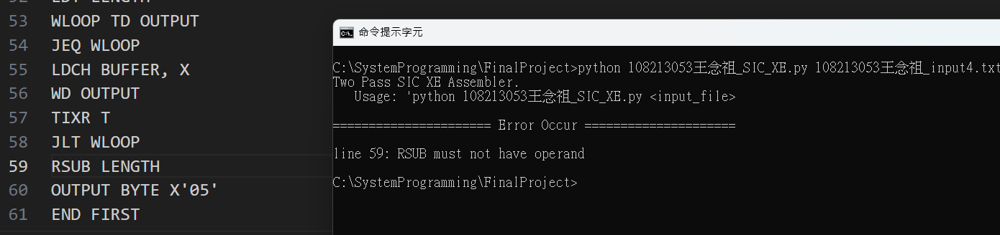 53 WLOOP TD OUTPUT
54 JEQ WLOOP
55 LDCH BUFFER, X
56 WD OUTPUT
57 TIXR T
58 JLT WLOOP
59 RSUB LENGTH
60 OUTPUT BYTE X'05'
61 END FIRST
命令提示字元
C:\SystemProgramming\FinalProject>python 108213053王念祖_SIC_XE.py 108213053王念祖_input4.txt
Two Pass SIC XE Assembler.
Usage: 'python 108213053王念祖_SIC_XE.py <input_file>
====================== Error Occur =====================
line 59: RSUB must not have operand
C:\SystemProgramming\FinalProject>